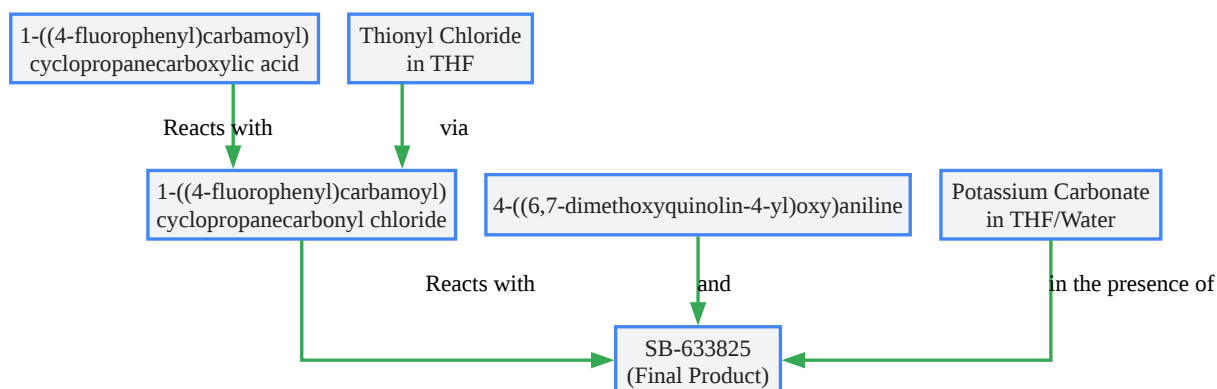 1-((4-fluorophenyl)carbamoyl)
cyclopropanecarboxylic acid
Thionyl Chloride
in THF
Reacts with
via
1-((4-fluorophenyl)carbamoyl)
cyclopropanecarbonyl chloride
4-((6,7-dimethoxyquinolin-4-yl)oxy)aniline
Potassium Carbonate
in THF/Water
Reacts with
and
in the presence of
SB-633825
(Final Product)